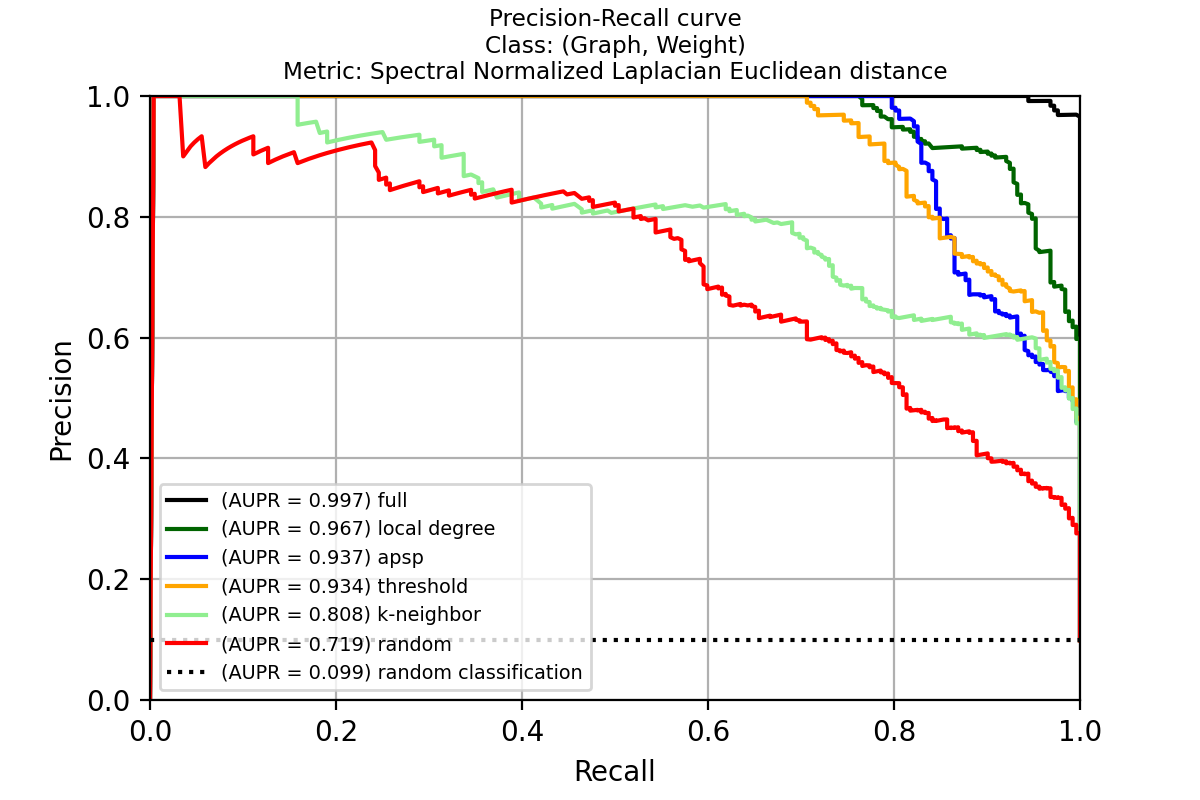 Precision-Recall curve
Class: (Graph, Weight)
Metric: Spectral Normalized Laplacian Euclidean distance
1.0
0.8
0.6
0.4
0.2
0.0
Precision
(AUPR = 0.997) full
(AUPR = 0.967) local degree
(AUPR = 0.937) apsp
(AUPR = 0.934) threshold
(AUPR = 0.808) k-neighbor
(AUPR = 0.719) random
(AUPR = 0.099) random classification
0.0 0.2 0.4 0.6 0.8 1.0
Recall